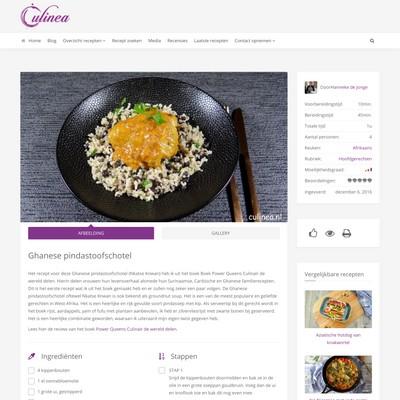 Culinea
Home Blog Overzicht recepten Recept zoeken Media Recensies Laatste recepten Contact opnemen
culinea.nl
AFBEELDING GALLERY
Ghanese pindastoofschotel
Het recept voor deze Ghanese pindastoofschotel (Nkatse Knwan) heb ik uit het boek Power Queens Culinair de
wereld delen. Hierin delen vrouwen hun levensverhaal alsmede hun Surinaamse, Caribische en Ghanese familierecepten.
Dit is het eerste recept wat ik uit het boek gemaakt heb en er zullen nog zeker een paar volgen. De Ghanese
pindastoofschotel oftewel Nkatse Nkwan is ook bekend als groundnut soup. Het is een van de meest populaire en geliefde
gerechten in West Afrika. Het is een heerlijke en rijk gevulde soort pindastoofpotje met kip. Als serveertip bij dit gerecht wordt in
het boek rijst, aardappels, yam of fufu met plantain aanbevolen, ik heb er zilvervliesrijst met zwarte bonen bij geserveerd.
Het is een heerlijke combinatie geworden, waaraan ik uiteraard mijn eigen twist gegeven heb.
Lees hier de review van het boek Power Queens Culinair de wereld delen.
Ingrediënten
4 kippenbouten
1 el zonnebloemolie
1 grote ui, gesnipperd
Stappen
STAP 1
Snijd de kippenbouten doormidden en bak ze in de
olie in een grote stoofpan goudbruin. Voeg dan de ui
en knoflook toe en bak dit nog even mee
Door Hanneke de Jonge
Voorbereidingstijd 10min.
Bereidingstijd 45min.
Totale tijd 1u
Aantal personen 4
Keuken: Afrikaans
Rubriek: Hoofdgerechten
Moeilijkheid:
Beoordelingen:
Ingevoerd: december 6, 2016
Vergelijkbare recepten
Aziatische hotdog van
kroketvorst